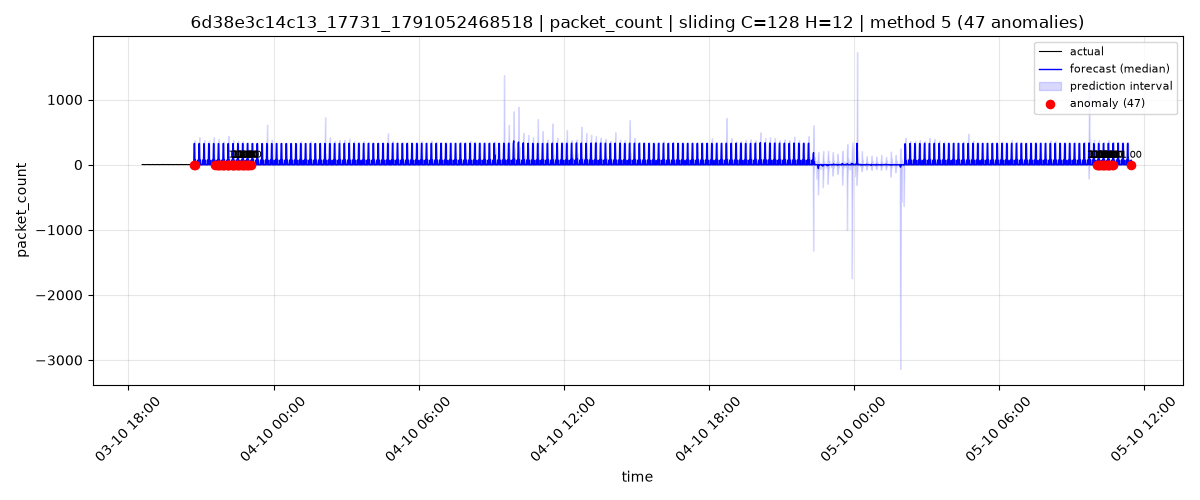 6d38e3c14c13_17731_1791052468518 | packet_count | sliding C=128 H=12 | method 5 (47 anomalies)
actual
forecast (median)
prediction interval
anomaly (47)
packet_count
1000
0
−1000
−2000
−3000
03-10 18:00
04-10 00:00
04-10 06:00
04-10 12:00
04-10 18:00
05-10 00:00
05-10 06:00
05-10 12:00
time